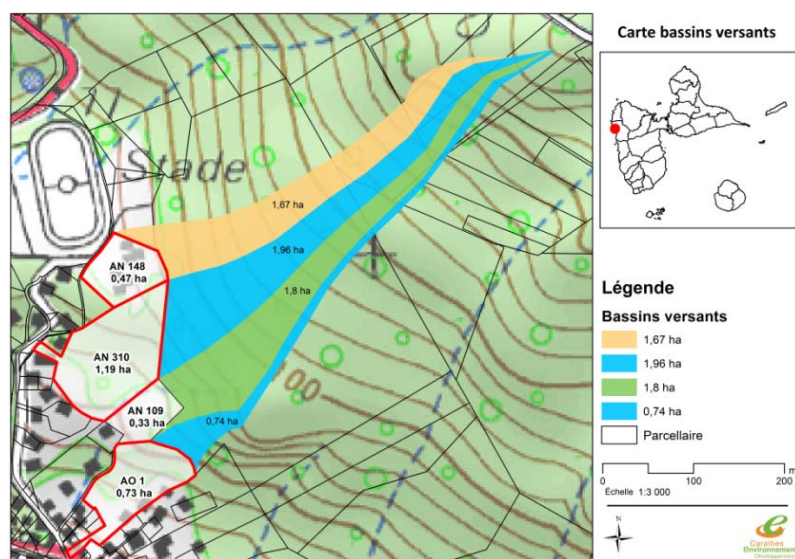 Carte bassins versants
Stade
1,67 ha
1,96 ha
1,8 ha
0,74 ha
AN 148
0,47 ha
AN 310
1,19 ha
AN 109
0,33 ha
AO 1
0,73 ha
00
Légende
Bassins versants
1,67 ha
1,96 ha
1,8 ha
0,74 ha
Parcellaire
0 100 200
m
Échelle 1:3 000
N
e
Caraïbes
environnement
Développement